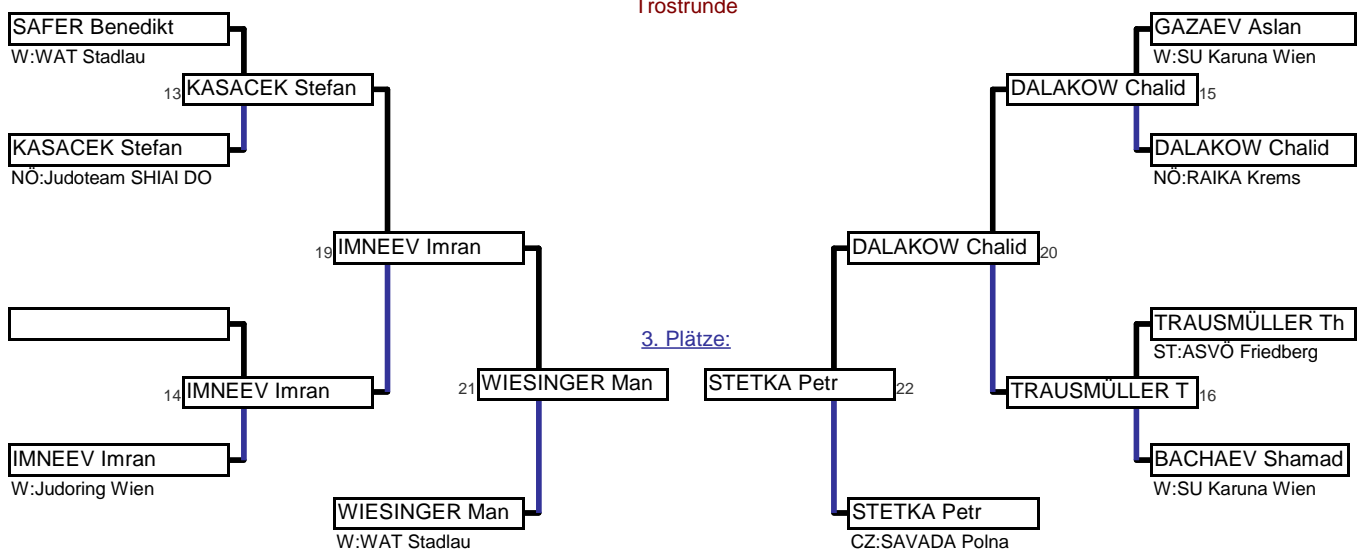 Trostrunde
SAFER Benedikt
W:WAT Stadlau
13 KASACEK Stefan
KASACEK Stefan
NÖ:Judoteam SHIAI DO
19 IMNEEV Imran
14 IMNEEV Imran
IMNEEV Imran
W:Judoring Wien
21 WIESINGER Man
WIESINGER Man
W:WAT Stadlau
3. Plätze:
GAZAEV Aslan
W:SU Karuna Wien
DALAKOW Chalid 15
DALAKOW Chalid
NÖ:RAIKA Krems
DALAKOW Chalid 20
TRAUSMÜLLER Th
ST:ASVÖ Friedberg
STETKA Petr 22
TRAUSMÜLLER T 16
BACHAEV Shamad
W:SU Karuna Wien
STETKA Petr
CZ:SAVADA Polna